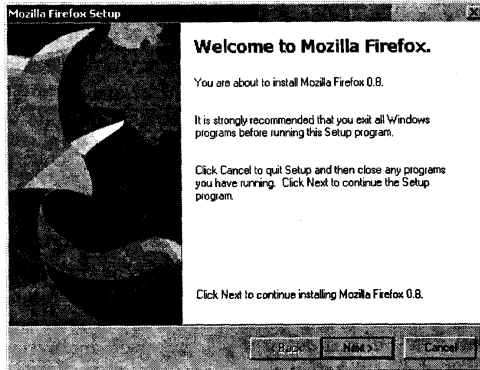 Mozilla Firefox Setup
Welcome to Mozilla Firefox.
You are about to install Mozilla Firefox 0.8.
It is strongly recommended that you exit all Windows
programs before running this Setup program.
Click Cancel to quit Setup and then close any programs
you have running. Click Next to continue the Setup
program.
Click Next to continue installing Mozilla Firefox 0.8.
< Back Next > Cancel